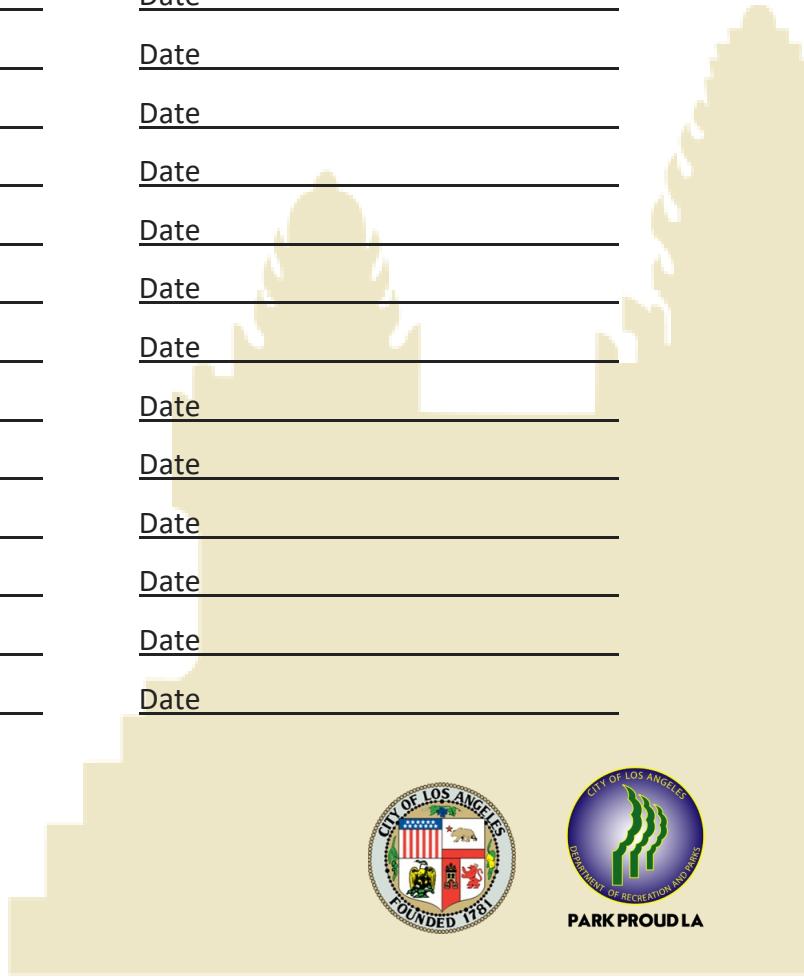 Date
Date
Date
Date
Date
Date
Date
Date
Date
Date
Date
Date
Date
CITY OF LOS ANGELES
FOUNDED 1781
CITY OF LOS ANGELES
DEPARTMENT OF RECREATION AND PARKS
PARK PROUD LA